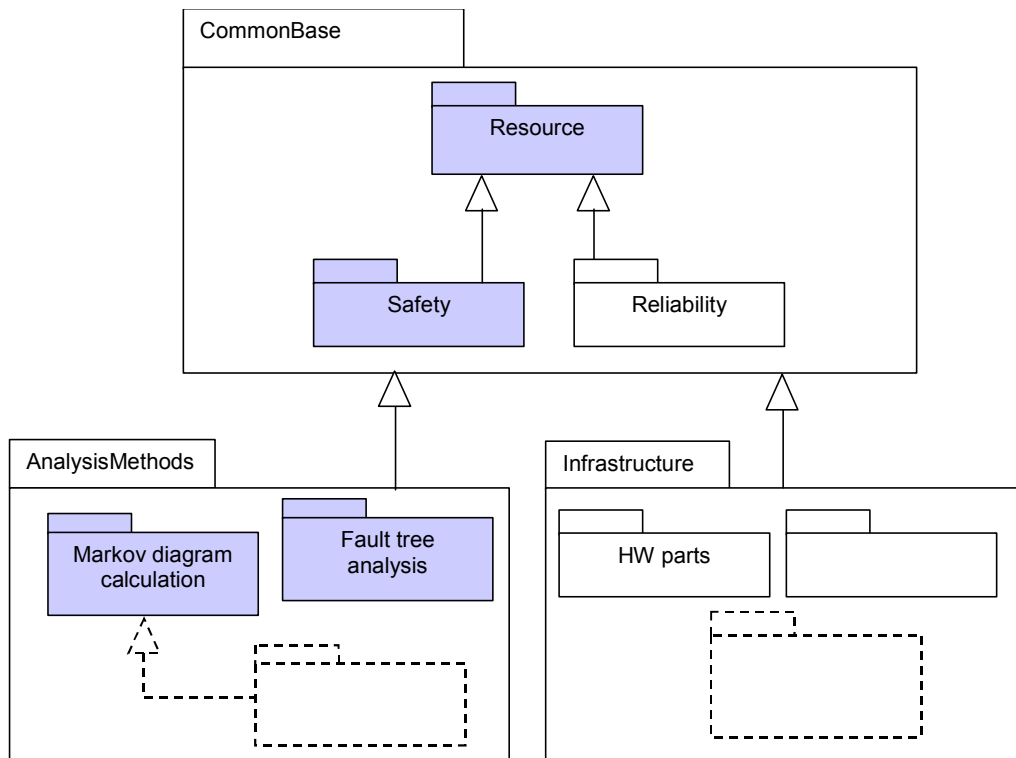 CommonBase
Resource
Safety
Reliability
AnalysisMethods
Markov diagram
calculation
Fault tree
analysis
Infrastructure
HW parts